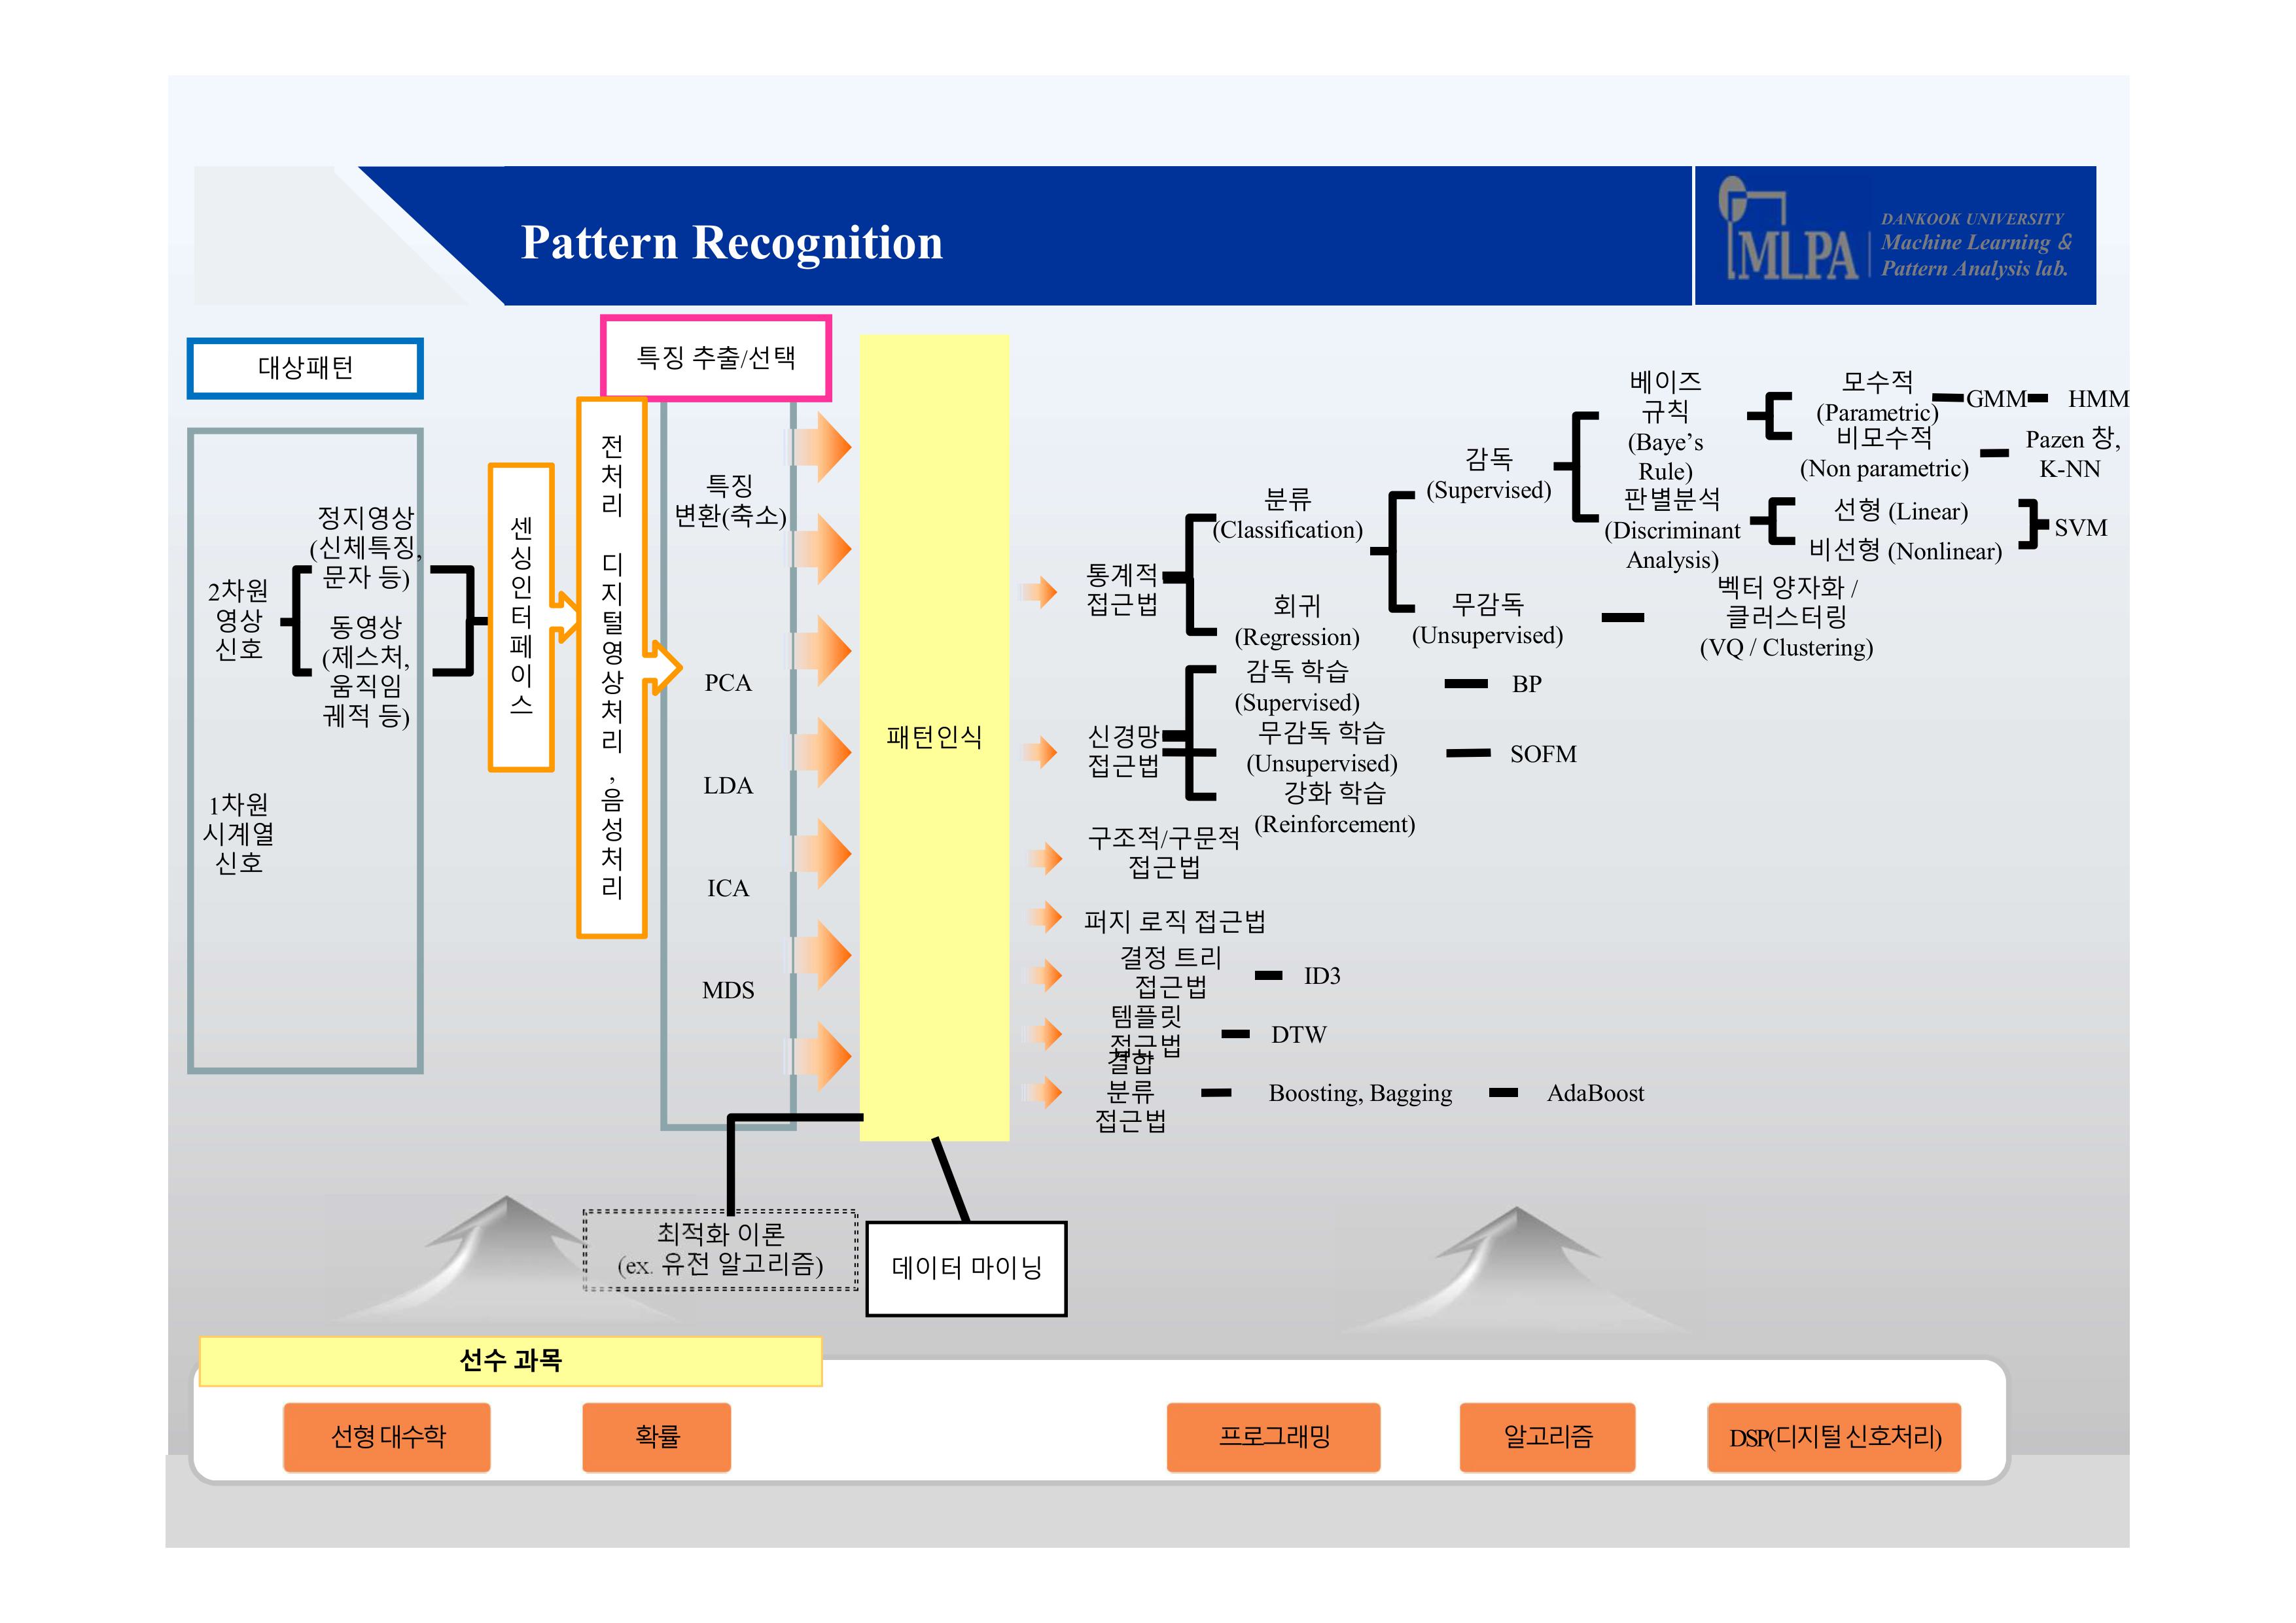 Pattern Recognition
MLPA
DANKOOK UNIVERSITY
Machine Learning &
Pattern Analysis lab.
대상패턴
2차원
영상
신호
정지영상
(신체특징,
문자 등)
동영상
(제스처,
움직임
궤적 등)
1차원
시계열
신호
센싱인터페이스
전처리 디지털영상처리,음성처리
특징 추출/선택
특징
변환(축소)
PCA
LDA
ICA
MDS
패턴인식
통계적
접근법
분류
(Classification)
회귀
(Regression)
감독
(Supervised)
무감독
(Unsupervised)
베이즈
규칙
(Baye’s
Rule)
판별분석
(Discriminant
Analysis)
모수적
(Parametric)
GMM
HMM
비모수적
(Non parametric)
Pazen 창,
K-NN
선형 (Linear)
비선형 (Nonlinear)
SVM
벡터 양자화 /
클러스터링
(VQ / Clustering)
신경망
접근법
감독 학습
(Supervised)
BP
무감독 학습
(Unsupervised)
SOFM
강화 학습
(Reinforcement)
구조적/구문적
접근법
퍼지 로직 접근법
결정 트리
접근법
ID3
템플릿
접근법
DTW
결합
분류
접근법
Boosting, Bagging
AdaBoost
최적화 이론
(ex. 유전 알고리즘)
데이터 마이닝
선수 과목
선형 대수학
확률
프로그래밍
알고리즘
DSP(디지털 신호처리)